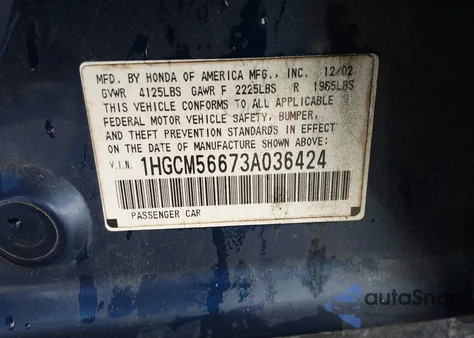 MFD. BY HONDA OF AMERICA MFG., INC. 12/02
GVWR 4125LBS GAWR F 2225LBS R 1965LBS
THIS VEHICLE CONFORMS TO ALL APPLICABLE
FEDERAL MOTOR VEHICLE SAFETY, BUMPER,
AND THEFT PREVENTION STANDARDS IN EFFECT
ON THE DATE OF MANUFACTURE SHOWN ABOVE.
V.I.N. 1HGCM56673A036424
PASSENGER CAR
autaSnap